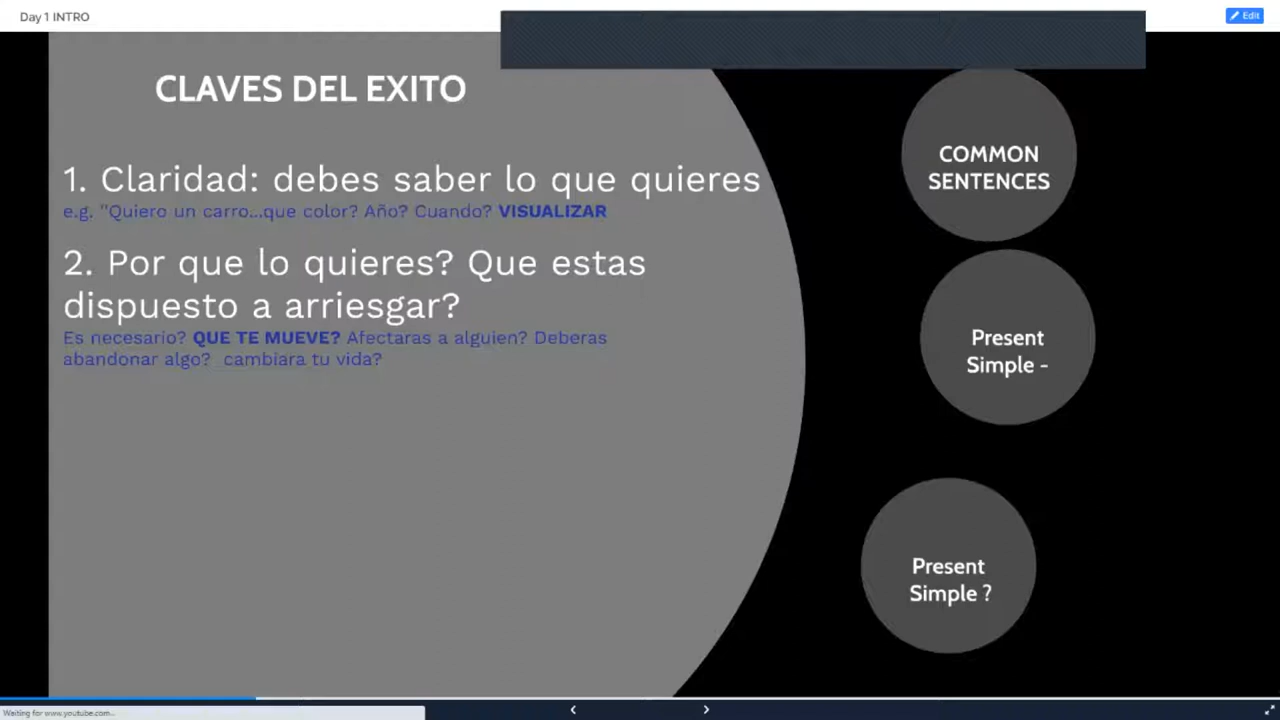 Day 1 INTRO
Edit
CLAVES DEL EXITO
1. Claridad: debes saber lo que quieres
e.g. "Quiero un carro...que color? Año? Cuando? VISUALIZAR
2. Por que lo quieres? Que estas
dispuesto a arriesgar?
Es necesario? QUE TE MUEVE? Afectaras a alguien? Deberas
abandonar algo? cambiara tu vida?
COMMON
SENTENCES
Present
Simple -
Present
Simple ?
Waiting for www.youtube.com...